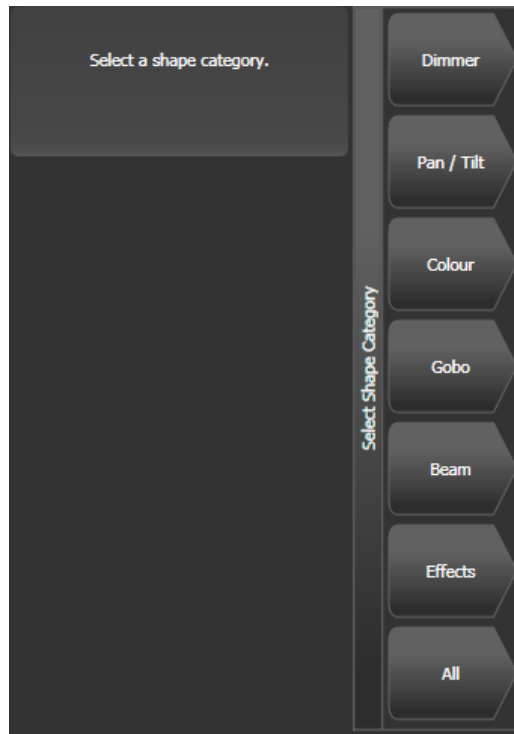 Select a shape category.
Select Shape Category
Dimmer
Pan / Tilt
Colour
Gobo
Beam
Effects
All